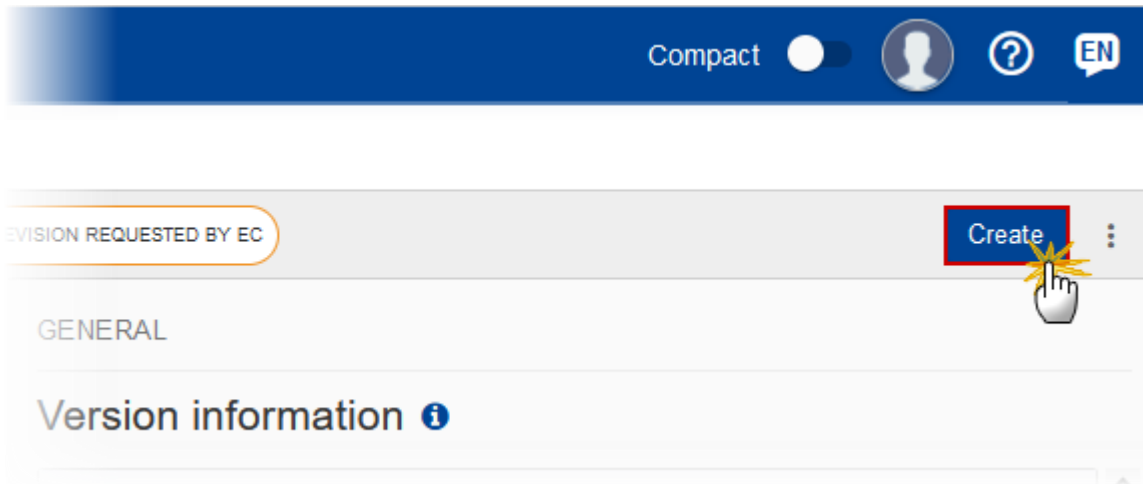 Compact EN
EVISION REQUESTED BY EC
Create
GENERAL
Version information